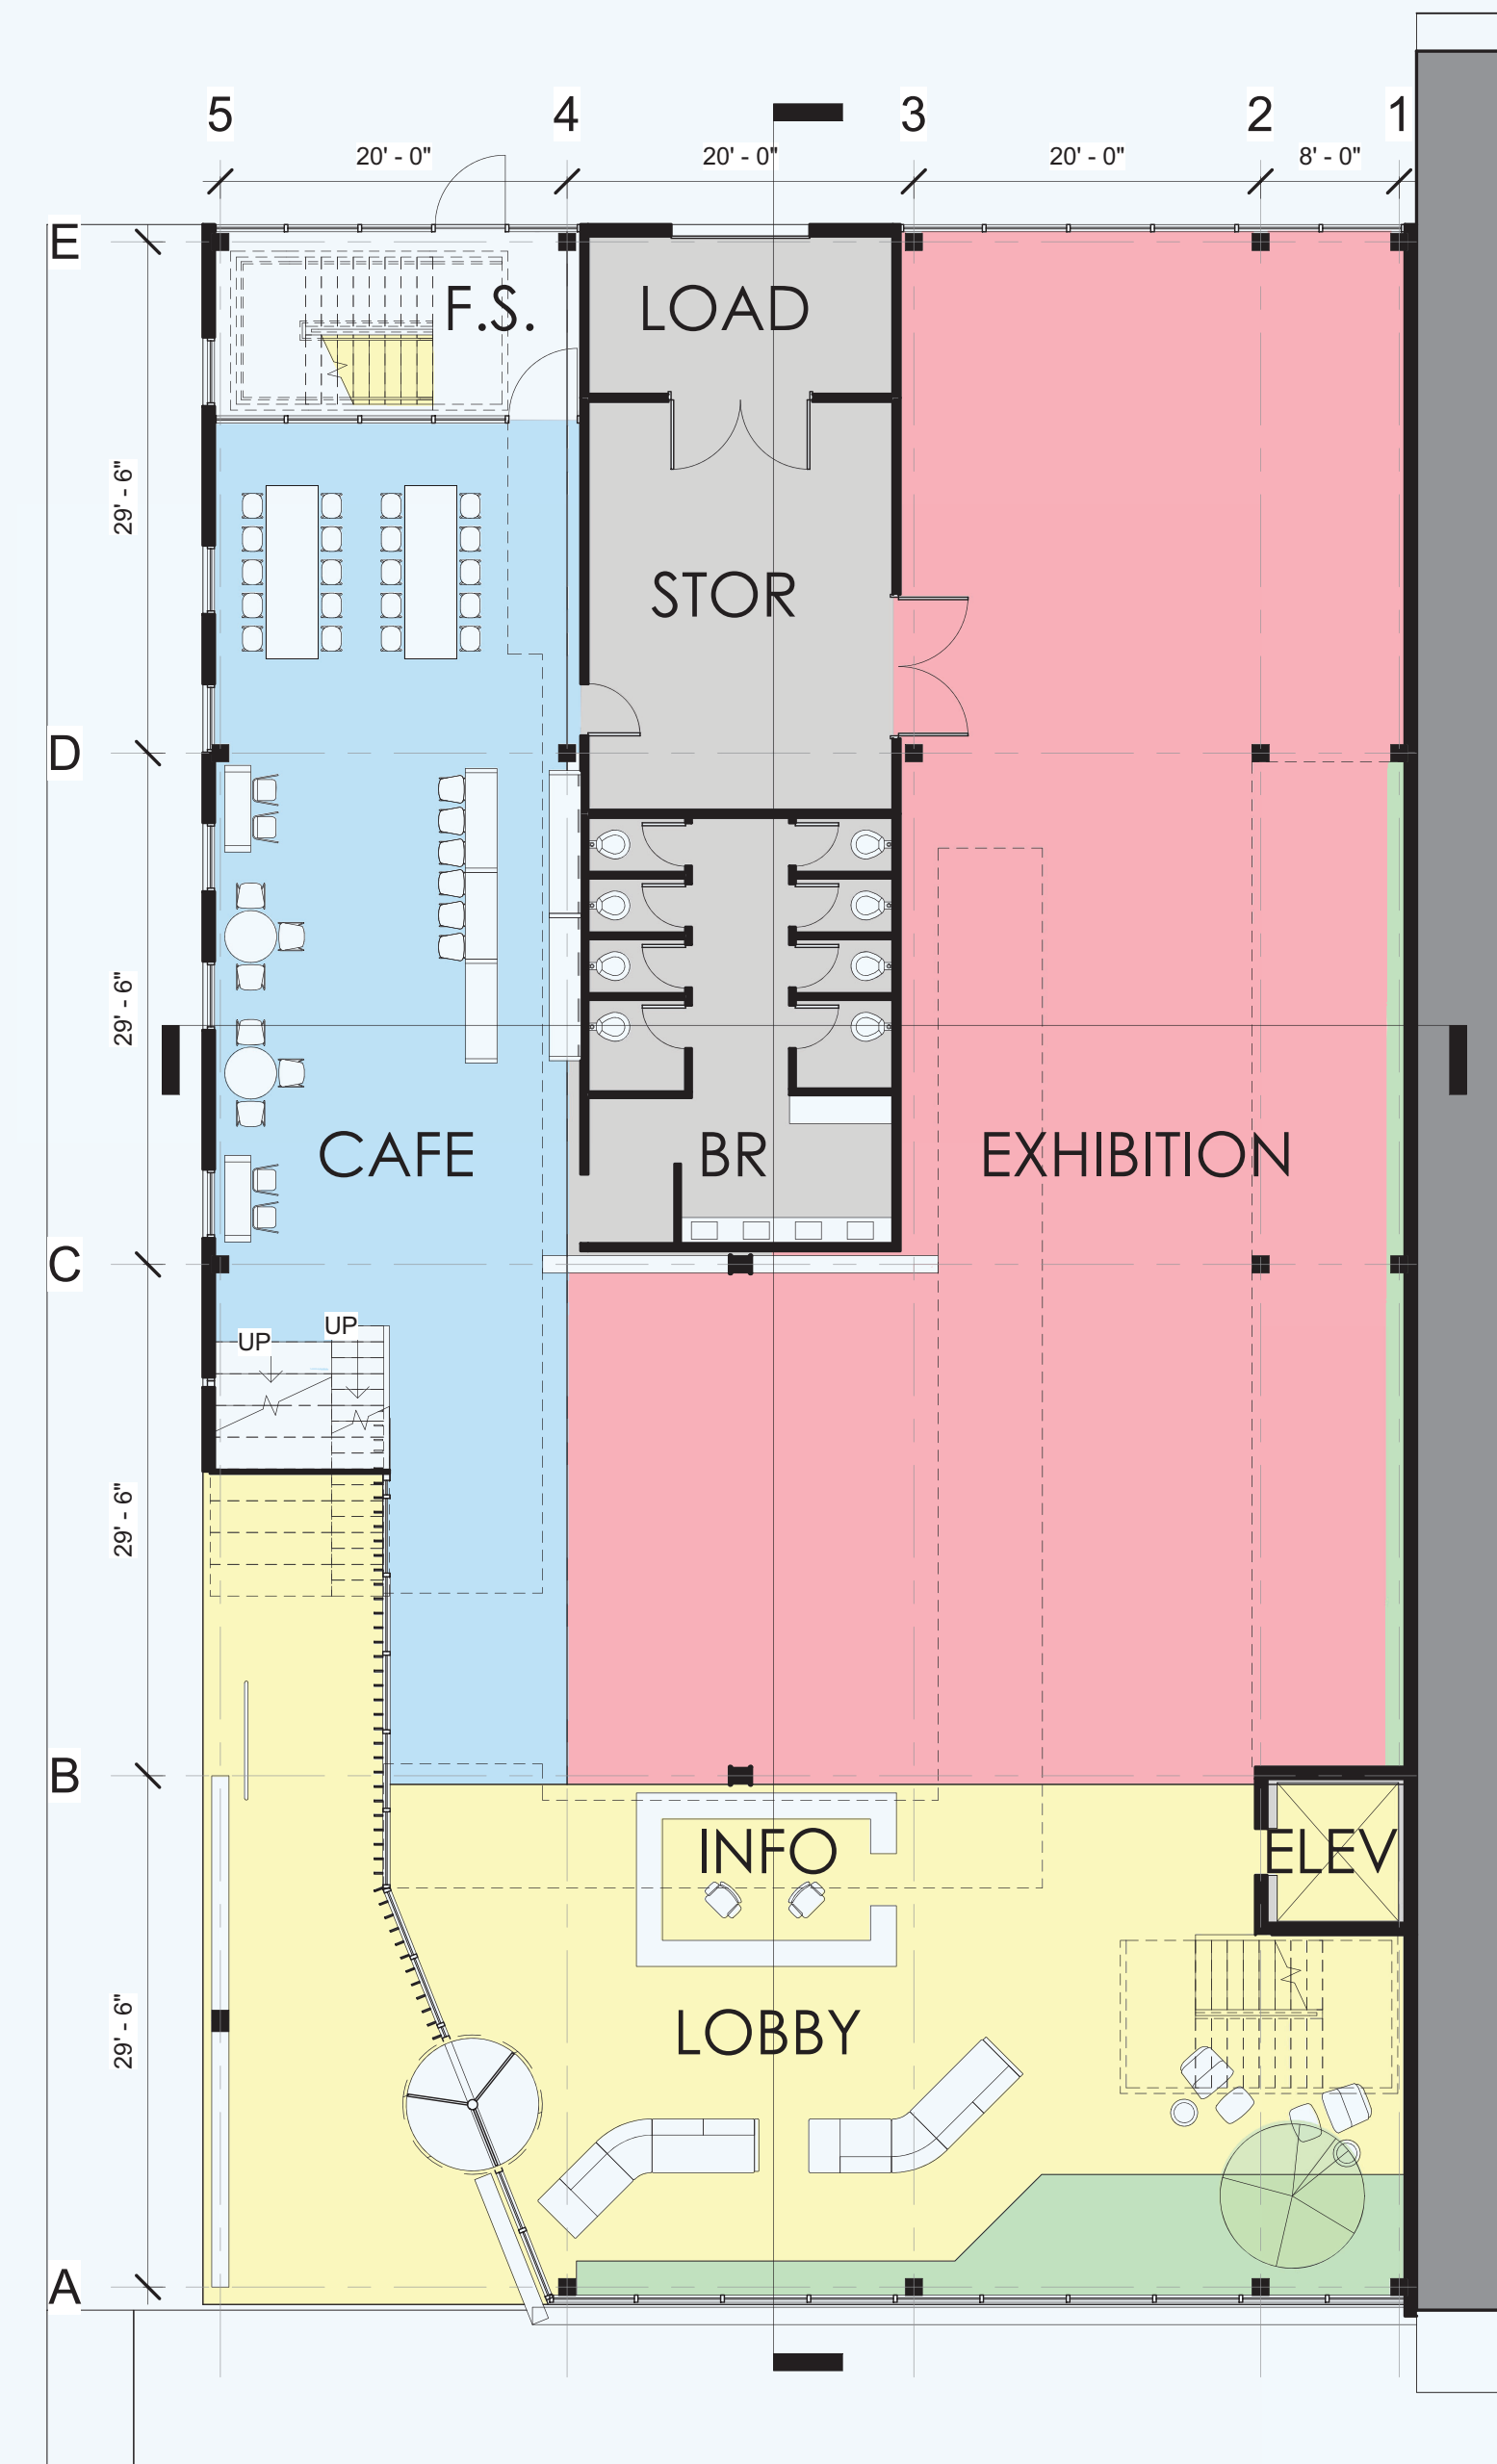 5 4 3 2 1
20' - 0" 20' - 0" 20' - 0" 8' - 0"
E
F.S.
LOAD
29' - 6"
STOR
D
29' - 6"
CAFE
BR
EXHIBITION
C
UP
UP
29' - 6"
B
INFO
ELEV
LOBBY
29' - 6"
A